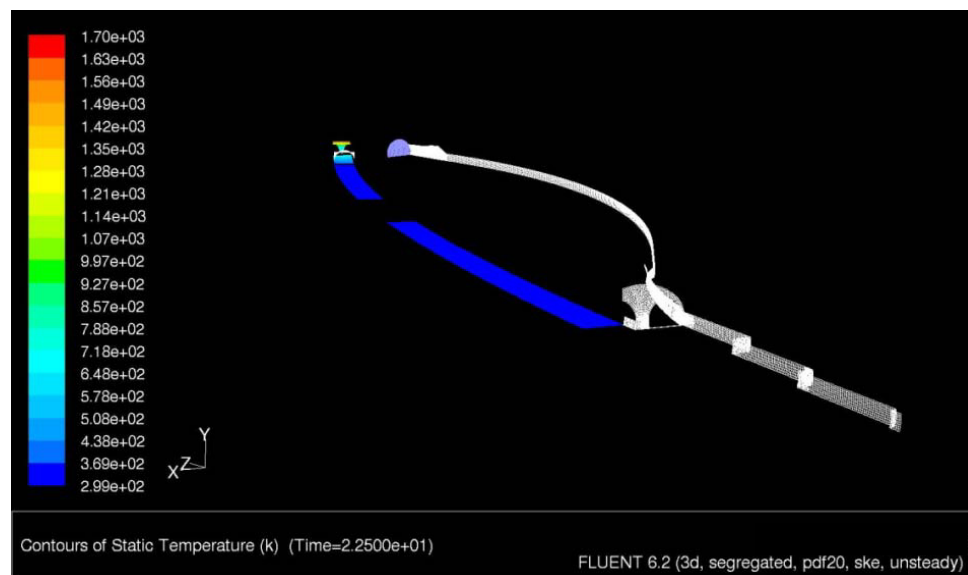 1.70e+03
1.63e+03
1.56e+03
1.49e+03
1.42e+03
1.35e+03
1.28e+03
1.21e+03
1.14e+03
1.07e+03
9.97e+02
9.27e+02
8.57e+02
7.88e+02
7.18e+02
6.48e+02
5.78e+02
5.08e+02
4.38e+02
3.69e+02
2.99e+02
Y
Z
X
Contours of Static Temperature (k) (Time=2.2500e+01)
FLUENT 6.2 (3d, segregated, pdf20, ske, unsteady)